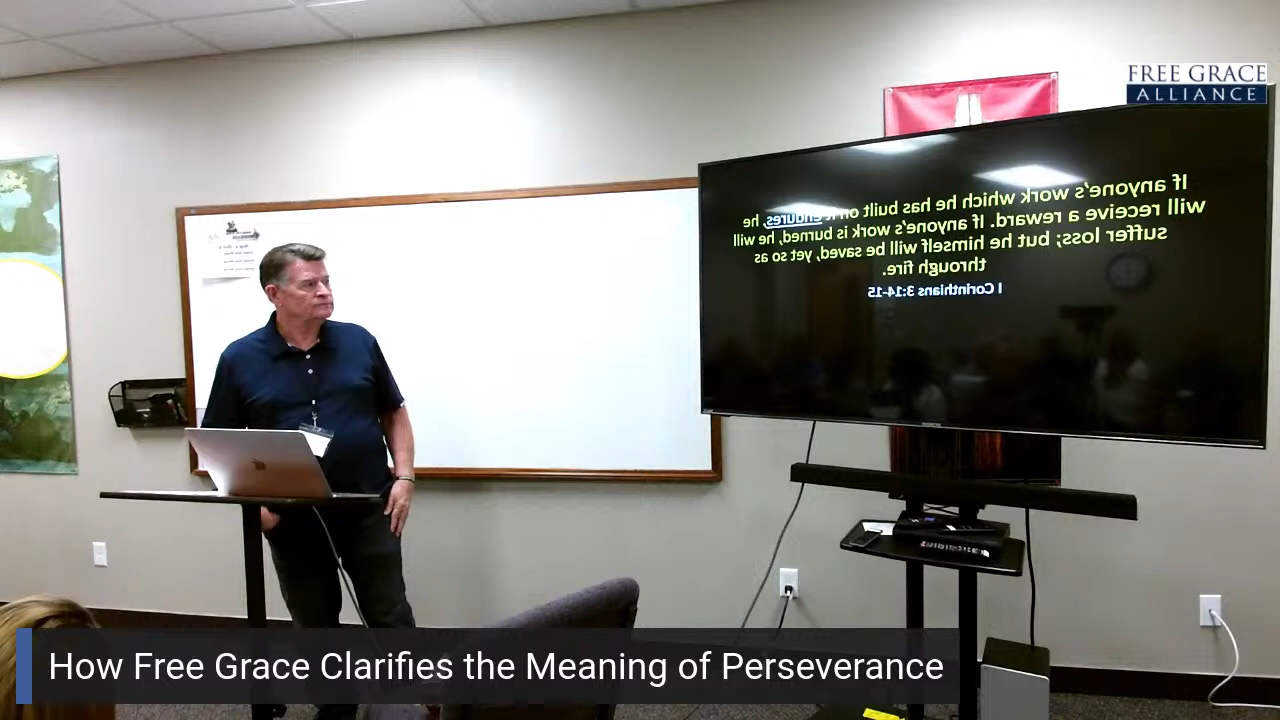 FREE GRACE
ALLIANCE
If anyone's work which he has built on it endures, he
will receive a reward. If anyone's work is burned, he will
suffer loss; but he himself will be saved, yet so as
through fire.
I Corinthians 3:14-15
How Free Grace Clarifies the Meaning of Perseverance